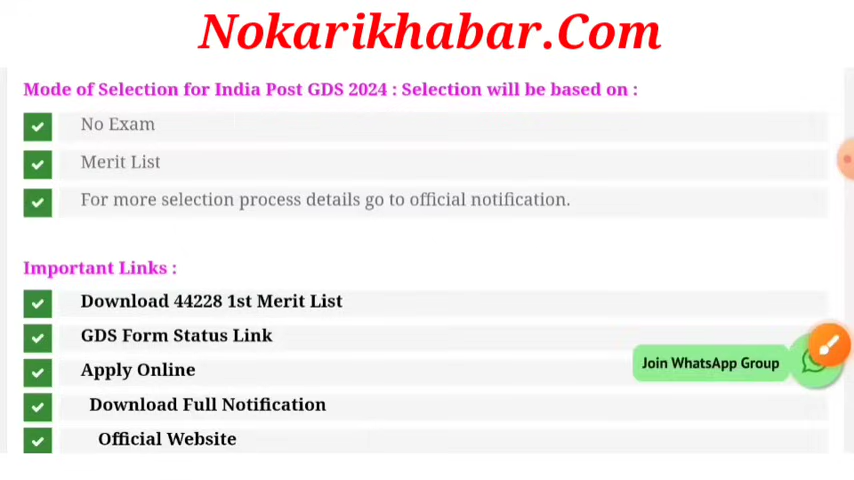 Nokarikhabar.Com
Mode of Selection for India Post GDS 2024 : Selection will be based on :
No Exam
Merit List
For more selection process details go to official notification.
Important Links :
Download 44228 1st Merit List
GDS Form Status Link
Join WhatsApp Group
Apply Online
Download Full Notification
Official Website